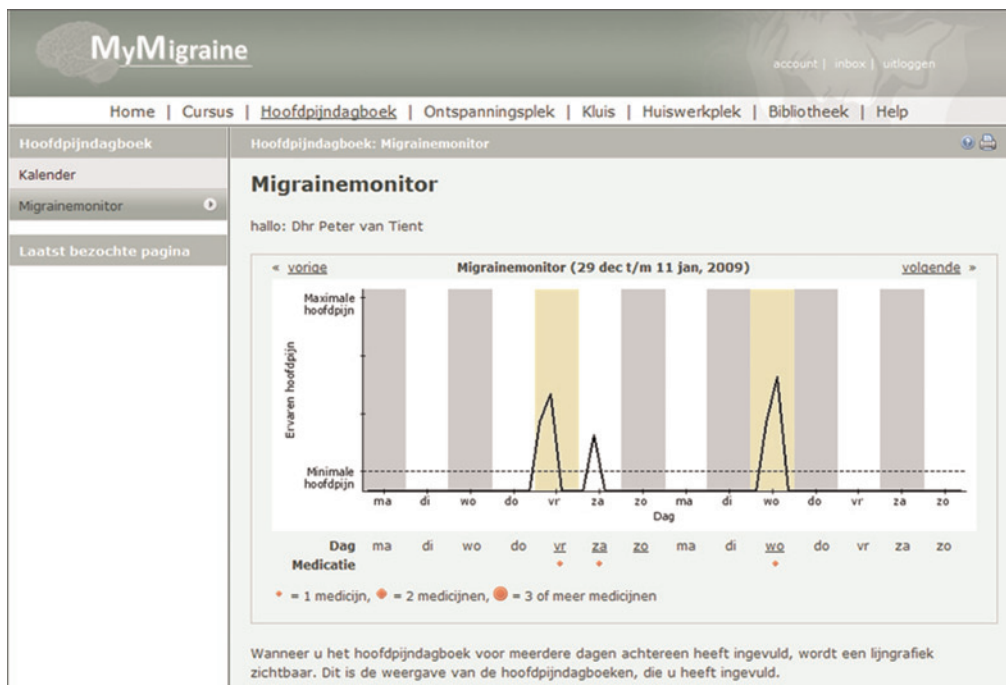 MyMigraine
account | inbox | uitloggen
Home | Cursus | Hoofdpijndagboek | Ontspanningsplek | Kluis | Huiswerkplek | Bibliotheek | Help
Hoofdpijndagboek
Kalender
Migrainemonitor
Laatst bezochte pagina
Hoofdpijndagboek: Migrainemonitor
Migrainemonitor
hallo: Dhr Peter van Tient
« vorige Migrainemonitor (29 dec t/m 11 jan, 2009) volgende »
Maximale
hoofdpijn
Ervaren hoofdpijn
Minimale
hoofdpijn
ma di wo do vr za zo ma di wo do vr za zo
Dag
Dag ma di wo do vr za zo ma di wo do vr za zo
Medicatie
= 1 medicijn, = 2 medicijnen, = 3 of meer medicijnen
Wanneer u het hoofdpijndagboek voor meerdere dagen achtereen heeft ingevuld, wordt een lijngrafiek
zichtbaar. Dit is de weergave van de hoofdpijndagboeken, die u heeft ingevuld.